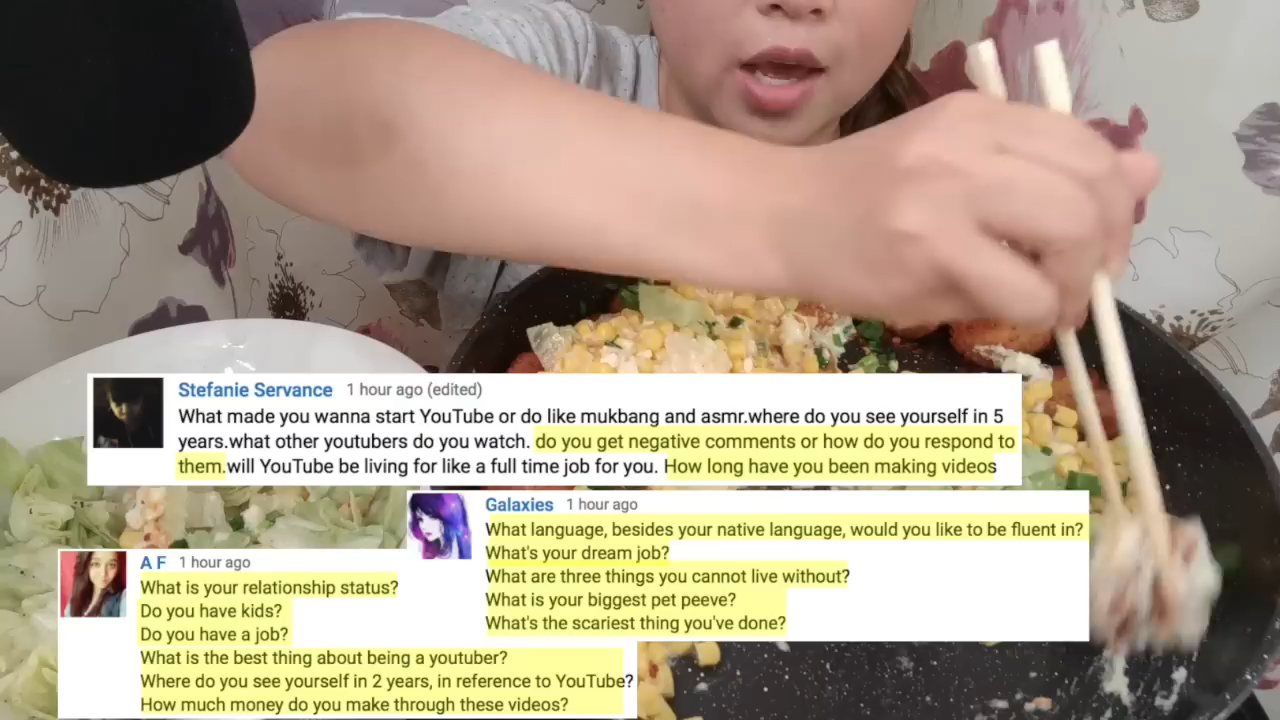 Stefanie Servance 1 hour ago (edited)
What made you wanna start YouTube or do like mukbang and asmr.where do you see yourself in 5
years.what other youtubers do you watch. do you get negative comments or how do you respond to
them.will YouTube be living for like a full time job for you. How long have you been making videos
Galaxies 1 hour ago
What language, besides your native language, would you like to be fluent in?
What's your dream job?
What are three things you cannot live without?
What is your biggest pet peeve?
What's the scariest thing you've done?
A F 1 hour ago
What is your relationship status?
Do you have kids?
Do you have a job?
What is the best thing about being a youtuber?
Where do you see yourself in 2 years, in reference to YouTube?
How much money do you make through these videos?